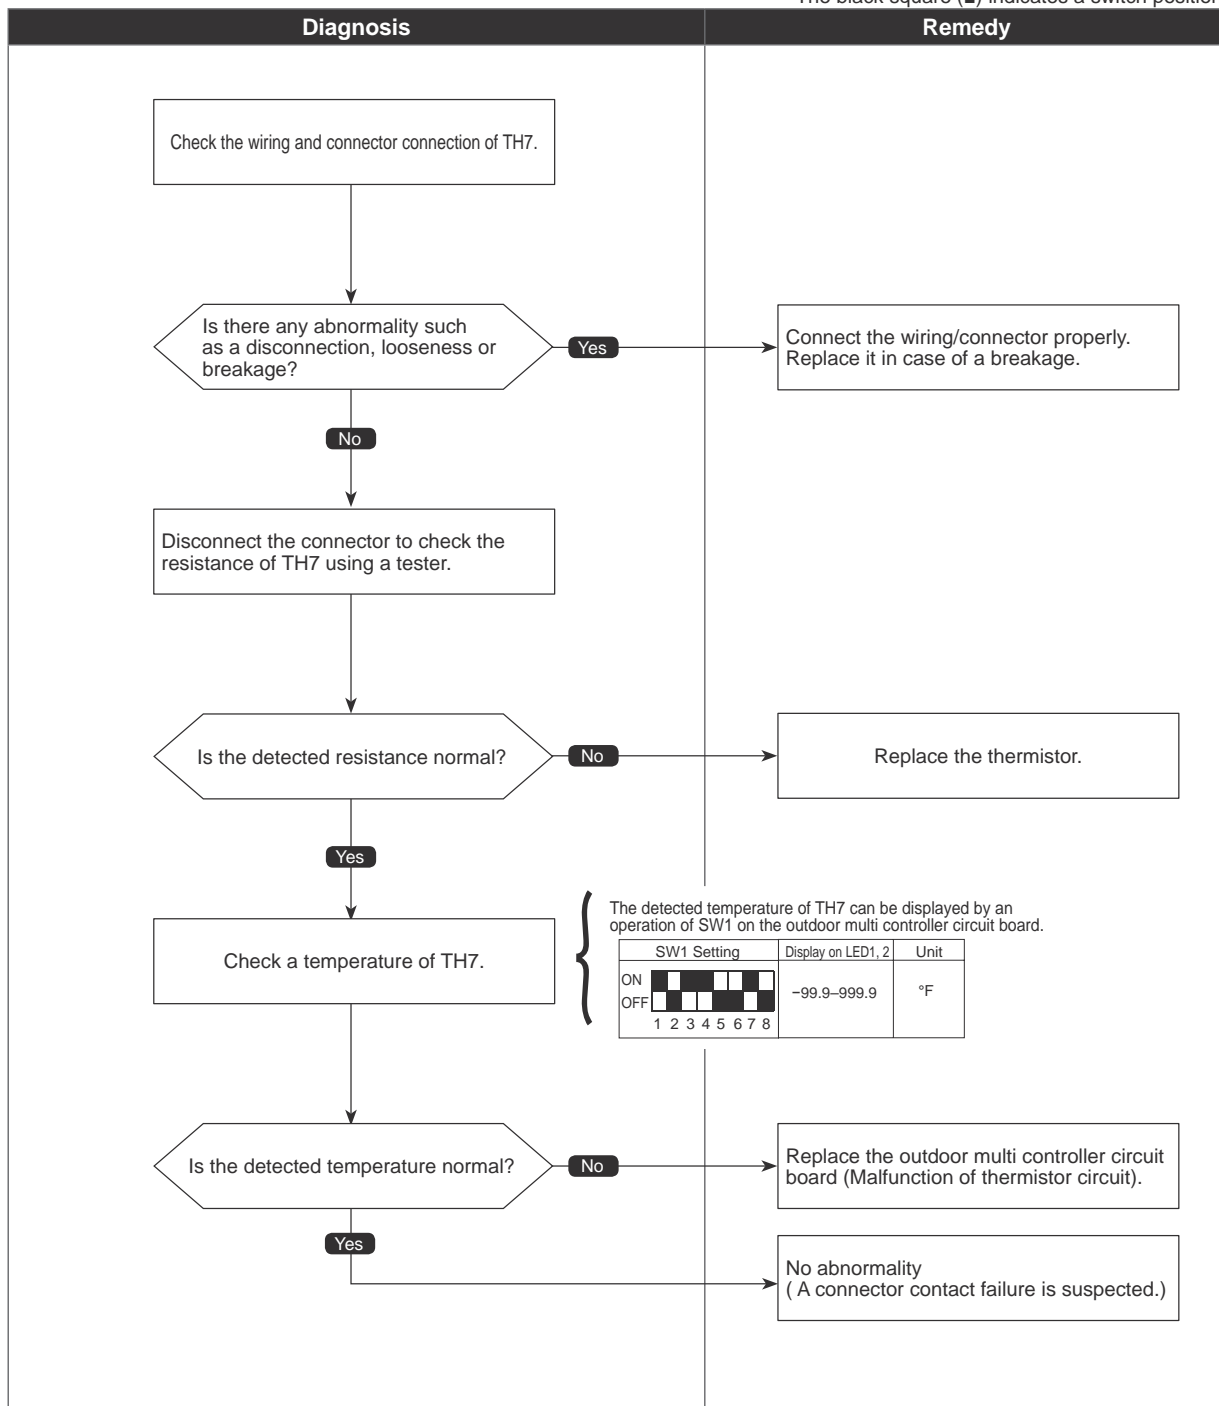 The black square (■) indicates a switch position
Diagnosis
Remedy
Check the wiring and connector connection of TH7.
Is there any abnormality such
as a disconnection, looseness or
breakage?
Yes
Connect the wiring/connector properly.
Replace it in case of a breakage.
No
Disconnect the connector to check the
resistance of TH7 using a tester.
Is the detected resistance normal?
No
Replace the thermistor.
Yes
Check a temperature of TH7.
The detected temperature of TH7 can be displayed by an
operation of SW1 on the outdoor multi controller circuit board.
SW1 Setting
Display on LED1, 2
Unit
ON
OFF
1 2 3 4 5 6 7 8
−99.9–999.9
°F
Is the detected temperature normal?
No
Replace the outdoor multi controller circuit
board (Malfunction of thermistor circuit).
Yes
No abnormality
( A connector contact failure is suspected.)